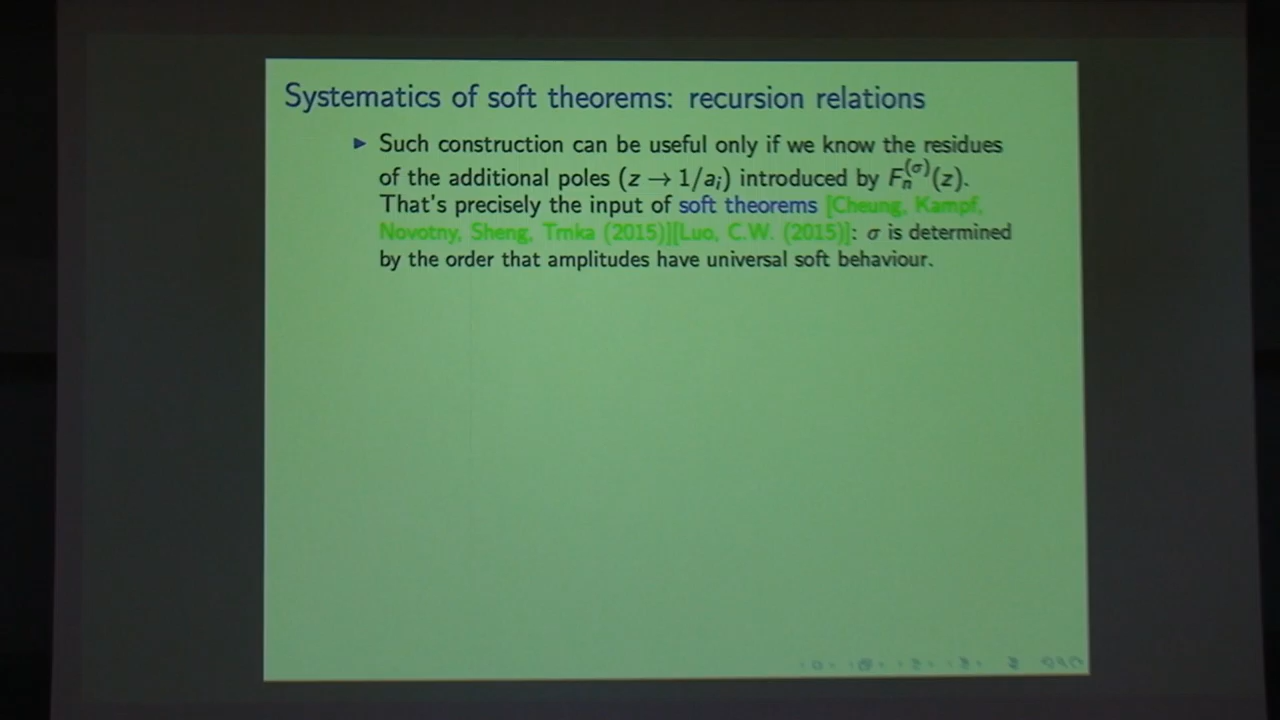 Systematics of soft theorems: recursion relations
▶ Such construction can be useful only if we know the residues
of the additional poles (z → 1/aᵢ) introduced by Fₙ^(σ)(z).
That's precisely the input of soft theorems [Cheung, Kampf,
Novotny, Sheng, Trnka (2015)][Luo, C.W. (2015)]: σ is determined
by the order that amplitudes have universal soft behaviour.